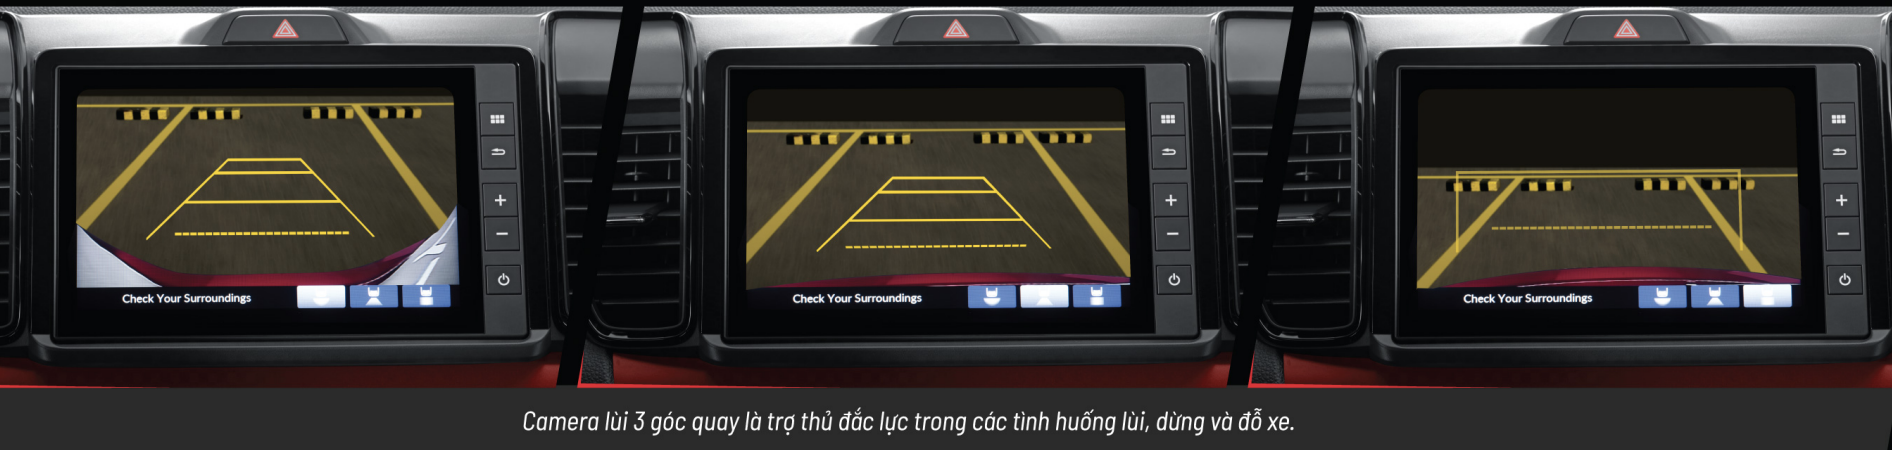 Check Your Surroundings
Check Your Surroundings
Check Your Surroundings
Camera lùi 3 góc quay là trợ thủ đắc lực trong các tình huống lùi, dừng và đỗ xe.